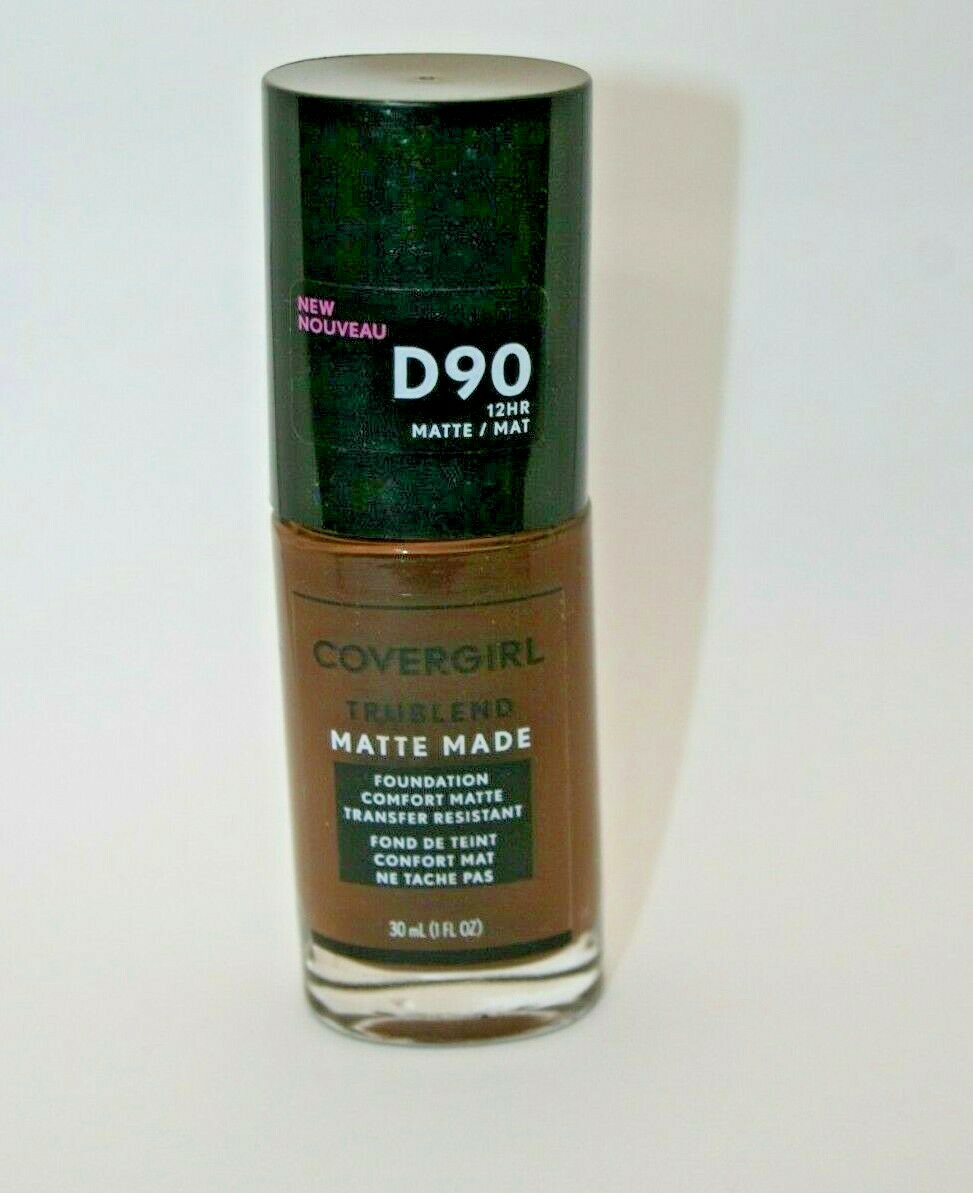 NEW
NOUVEAU
D90
12HR
MATTE / MAT
COVERGIRL
TRUBLEND
MATTE MADE
FOUNDATION
COMFORT MATTE
TRANSFER RESISTANT
FOND DE TEINT
CONFORT MAT
NE TACHE PAS
30 mL (1 FL OZ)